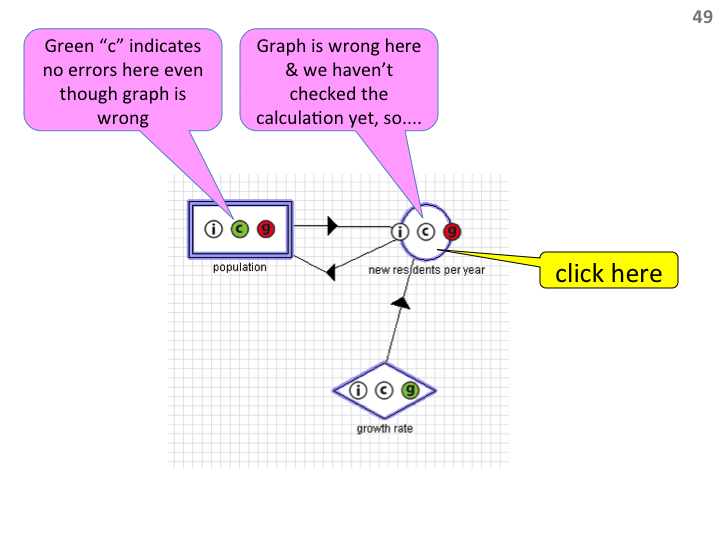 49
Green “c” indicates
no errors here even
though graph is
wrong
Graph is wrong here
& we haven’t
checked the
calculation yet, so....
i c g
population
i c g
new residents per year
click here
i c g
growth rate